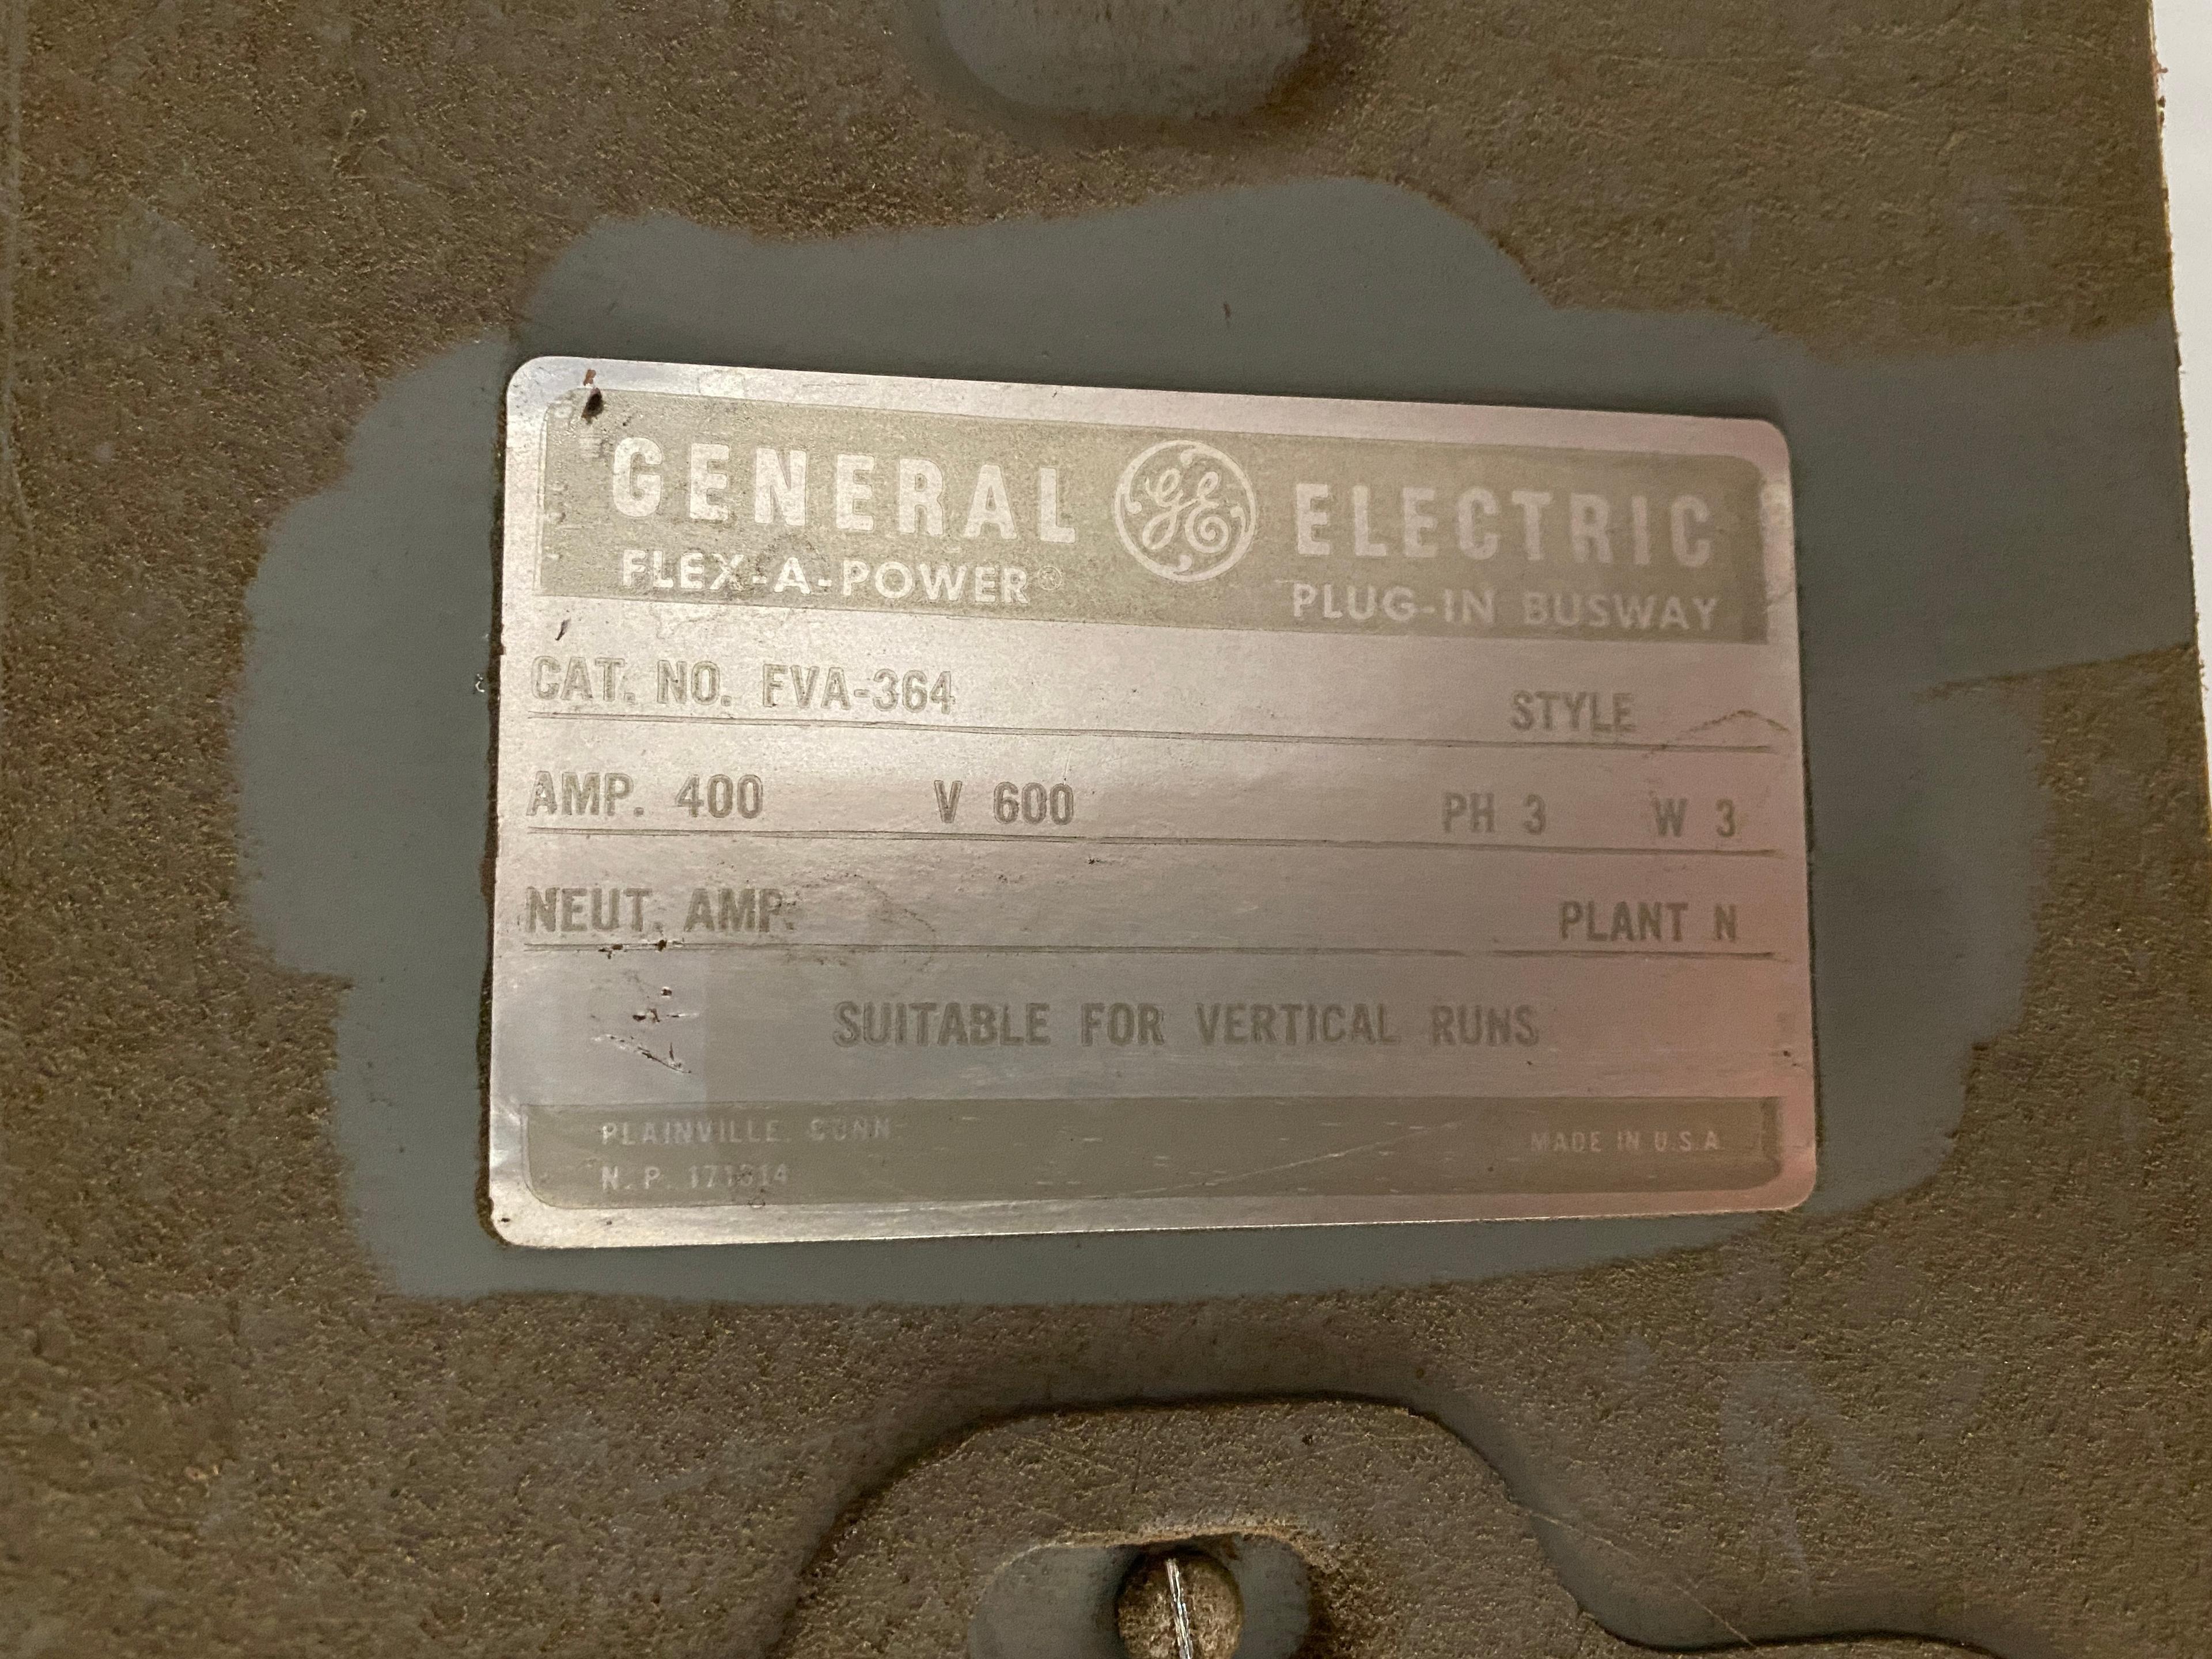 GENERAL GE ELECTRIC
FLEX-A-POWER® PLUG-IN BUSWAY
CAT. NO. FVA-364 STYLE
AMP. 400 V 600 PH 3 W 3
NEUT. AMP. PLANT N
SUITABLE FOR VERTICAL RUNS
PLAINVILLE, CONN. MADE IN U.S.A.
N. P.